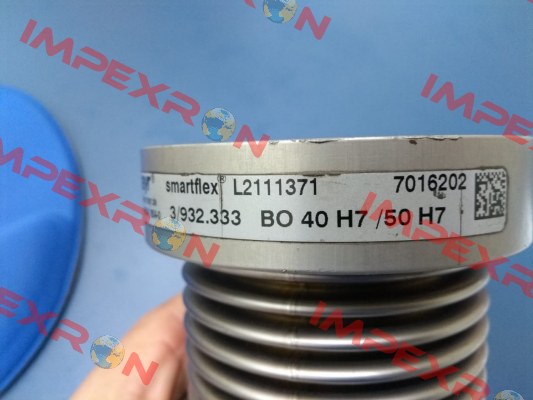 smartflex® L2111371 7016202
3/932.333 BO 40 H7 /50 H7
IMPEXRON
IMPEXRON
IMPEXRON
IMPEXRON
IMPEXRON